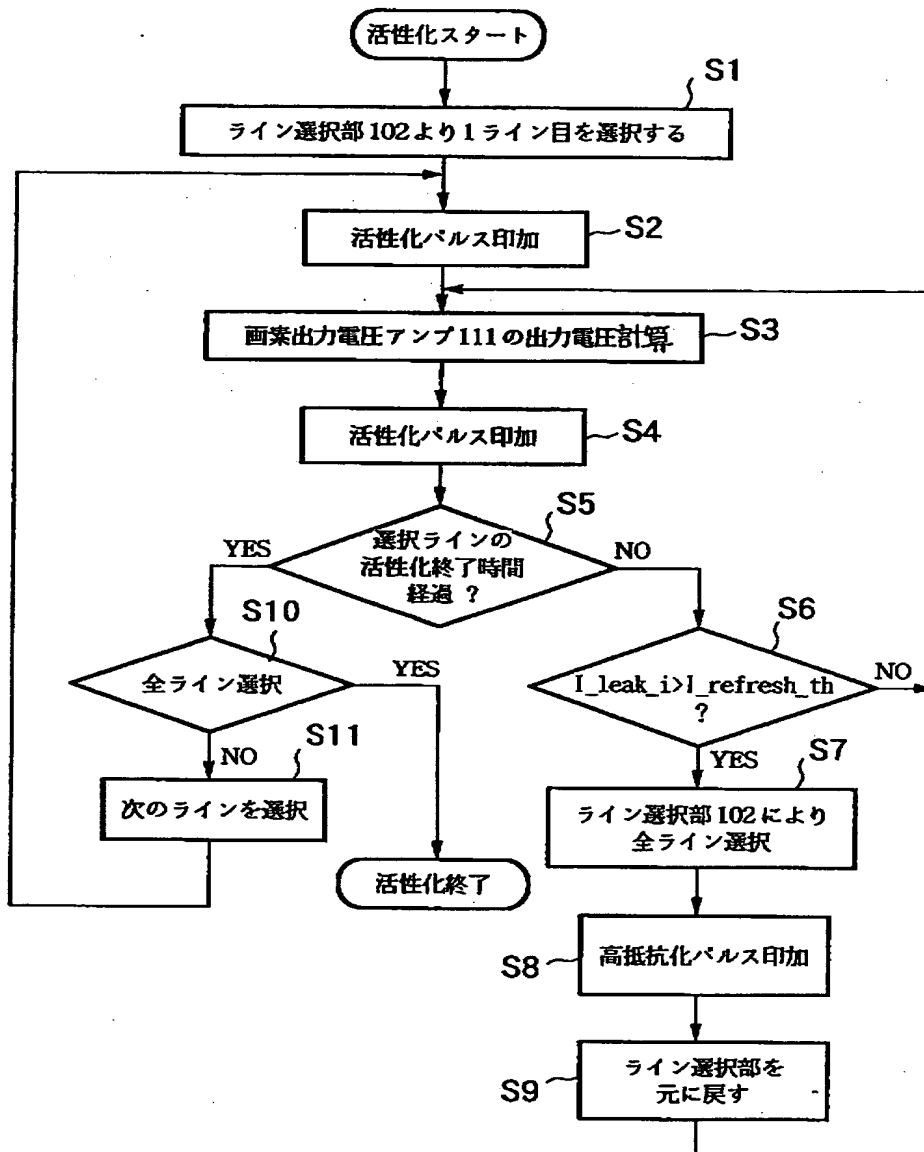 活性化スタート
S1
ライン選択部102より1ライン目を選択する
活性化パルス印加
S2
画素出力電圧アンプ111の出力電圧計算
S3
活性化パルス印加
S4
S5
選択ラインの
活性化終了時間
経過 ?
YES
NO
S10
全ライン選択
YES
NO
S6
I_leak_i>I_refresh_th
?
NO
YES
S11
次のラインを選択
S7
ライン選択部102により
全ライン選択
活性化終了
S8
高抵抗化パルス印加
S9
ライン選択部を
元に戻す